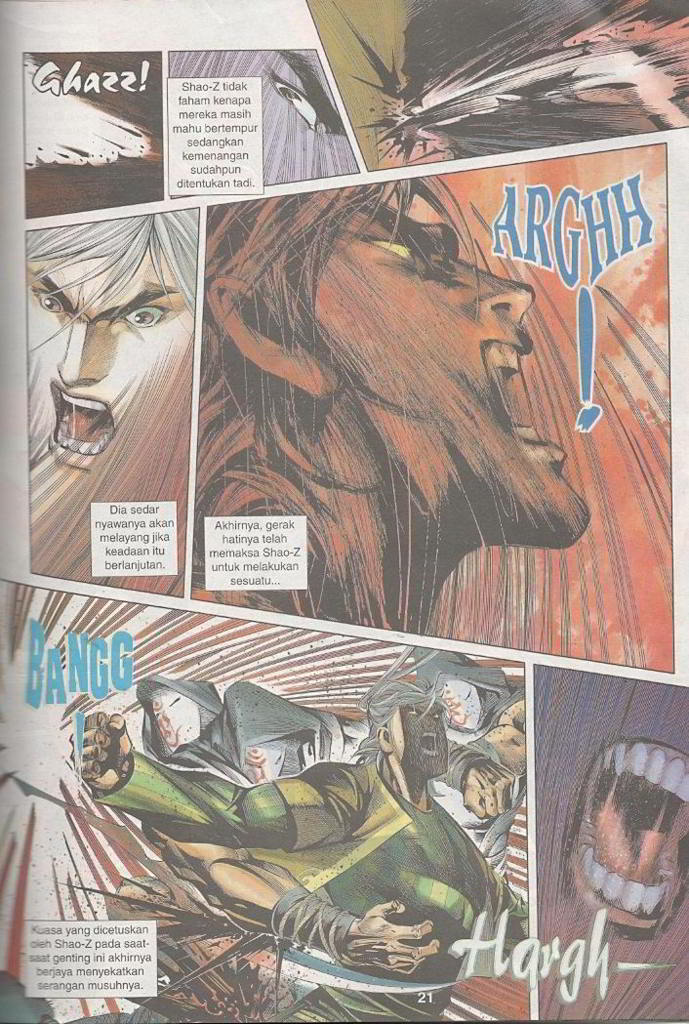 Ghazz!
Shao-Z tidak
faham kenapa
mereka masih
mahu bertempur
sedangkan
kemenangan
sudahpun
ditentukan tadi.
ARGHH
!
Dia sedar
nyawanya akan
melayang jika
keadaan itu
berlanjutan.
Akhirnya, gerak
hatinya telah
memaksa Shao-Z
untuk melakukan
sesuatu...
BANGG
!
Kuasa yang dicetuskan
oleh Shao-Z pada saat-
saat genting ini akhirnya
berjaya menyekatkan
serangan musuhnya.
Hargh
21